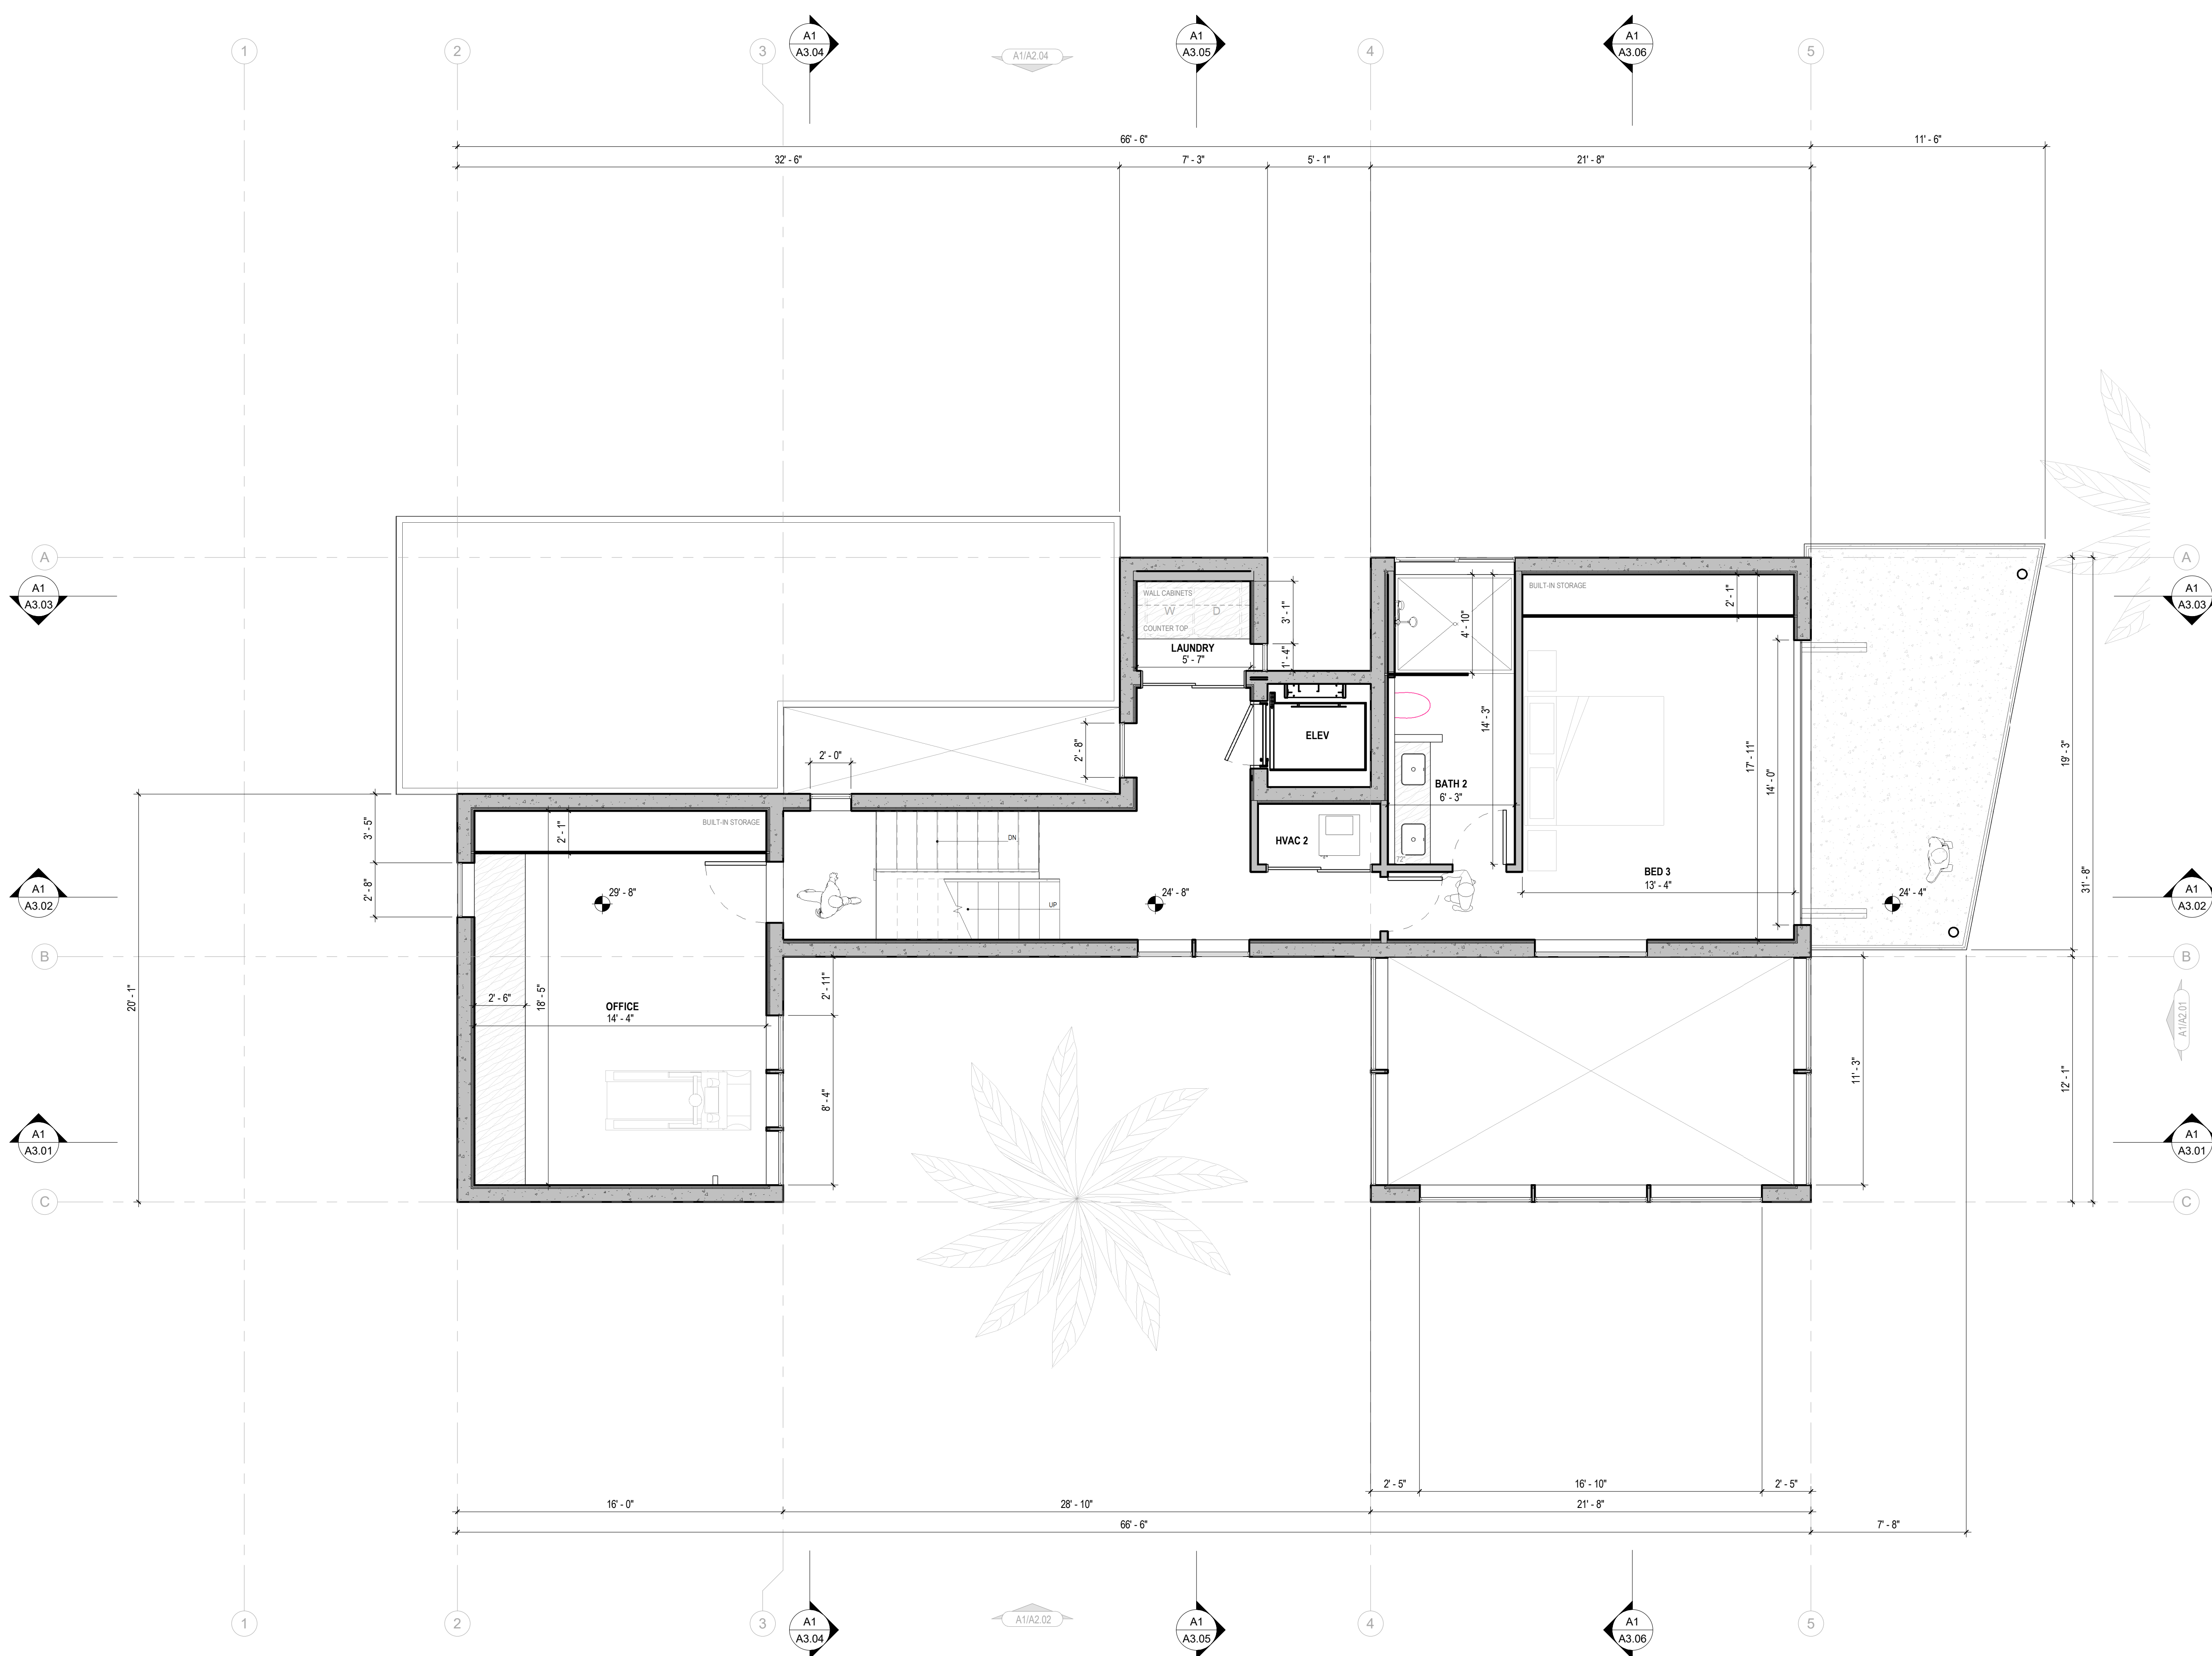 1
2
3
A1
A3.04
A1/A2.04
A1
A3.05
4
A1
A3.06
5
66' - 6"
11' - 6"
32' - 6"
7' - 3"
5' - 1"
21' - 8"
A
A
A1
A3.03
A1
A3.03
WALL CABINETS
W
D
COUNTER TOP
LAUNDRY
5' - 7"
3' - 1"
1' - 4"
4' - 10"
BUILT-IN STORAGE
2' - 1"
14' - 3"
ELEV
2' - 8"
2' - 0"
17' - 11"
14' - 0"
19' - 3"
31' - 8"
BATH 2
6' - 3"
BUILT-IN STORAGE
2' - 1"
3' - 5"
DN
HVAC 2
72"
BED 3
13' - 4"
2' - 8"
29' - 8"
UP
24' - 8"
24' - 4"
A1
A3.02
A1
A3.02
B
B
20' - 1"
2' - 6"
18' - 5"
OFFICE
14' - 4"
2' - 11"
8' - 4"
11' - 3"
12' - 1"
A1/A2.01
A1
A3.01
A1
A3.01
C
C
2' - 5"
16' - 10"
2' - 5"
16' - 0"
28' - 10"
21' - 8"
66' - 6"
7' - 8"
1
2
3
A1
A3.04
A1/A2.02
A1
A3.05
4
A1
A3.06
5